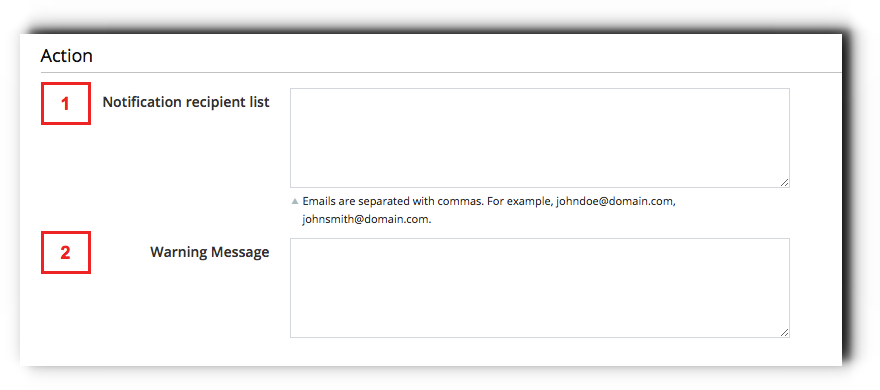 Action
1 Notification recipient list
Emails are separated with commas. For example, johndoe@domain.com,
johnsmith@domain.com.
2 Warning Message